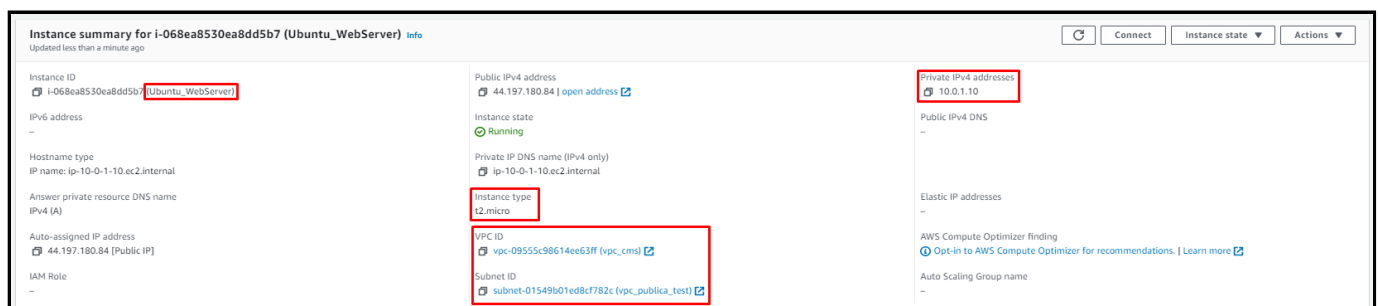 Instance summary for i-068ea8530ea8dd5b7 (Ubuntu_WebServer) Info
Updated less than a minute ago
Connect
Instance state ▼
Actions ▼
Instance ID
i-068ea8530ea8dd5b7 (Ubuntu_WebServer)
Public IPv4 address
44.197.180.84 | open address
Private IPv4 addresses
10.0.1.10
IPv6 address
–
Instance state
Running
Public IPv4 DNS
–
Hostname type
IP name: ip-10-0-1-10.ec2.internal
Private IP DNS name (IPv4 only)
ip-10-0-1-10.ec2.internal
Answer private resource DNS name
IPv4 (A)
Instance type
t2.micro
Elastic IP addresses
–
Auto-assigned IP address
44.197.180.84 [Public IP]
VPC ID
vpc-09555c98614ee63ff (vpc_cms)
AWS Compute Optimizer finding
Opt-in to AWS Compute Optimizer for recommendations. | Learn more
IAM Role
–
Subnet ID
subnet-01549b01ed8cf782c (vpc_publica_test)
Auto Scaling Group name
–